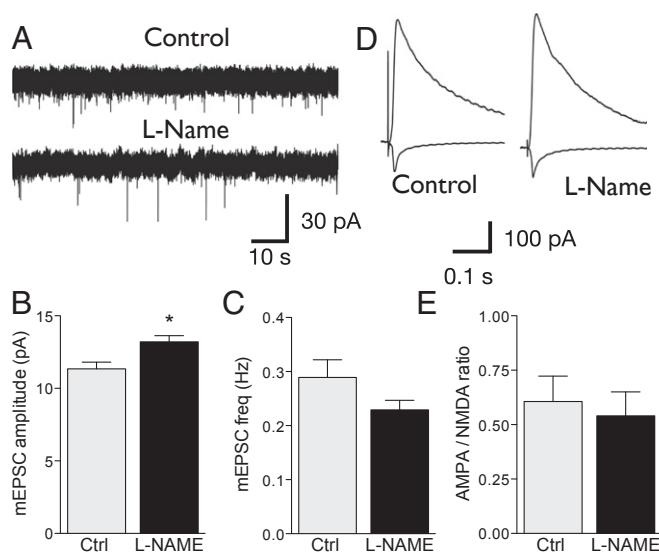 A
Control
L-Name
30 pA
10 s
D
Control
L-Name
100 pA
0.1 s
B
mEPSC amplitude (pA)
15
10
5
0
*
Ctrl
L-NAME
C
mEPSC freq (Hz)
0.4
0.3
0.2
0.1
0.0
Ctrl
L-NAME
E
AMPA / NMDA ratio
1.00
0.75
0.50
0.25
0.00
Ctrl
L-NAME